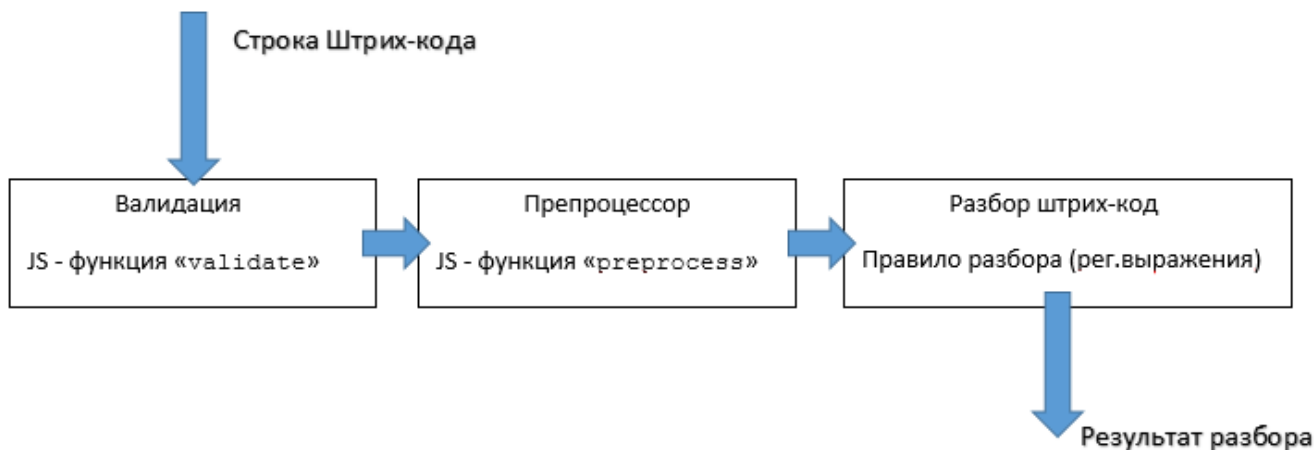 Строка Штрих-кода
Валидация
JS - функция «validate»
Препроцессор
JS - функция «preprocess»
Разбор штрих-код
Правило разбора (рег.выражения)
Результат разбора